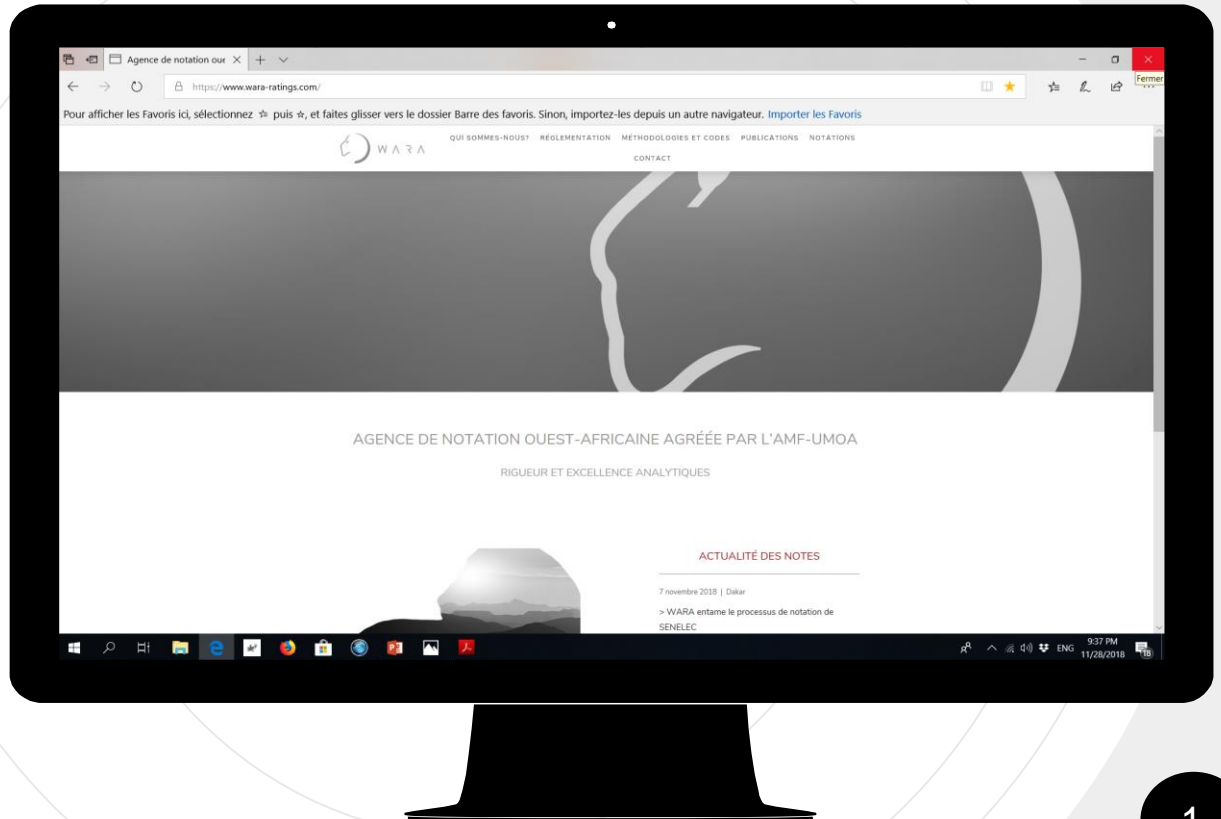 Agence de notation oue
https://www.wara-ratings.com/
Fermer
Pour afficher les Favoris ici, sélectionnez puis ☆, et faites glisser vers le dossier Barre des favoris. Sinon, importez-les depuis un autre navigateur. Importer les Favoris
WARA
QUI SOMMES-NOUS? RÉGLEMENTATION MÉTHODOLOGIES ET CODES PUBLICATIONS NOTATIONS
CONTACT
AGENCE DE NOTATION OUEST-AFRICAINE AGRÉÉE PAR L'AMF-UMOA
RIGUEUR ET EXCELLENCE ANALYTIQUES
ACTUALITÉ DES NOTES
7 novembre 2018 | Dakar
> WARA entame le processus de notation de
SENELEC
ENG
9:37 PM
11/28/2018
18
1